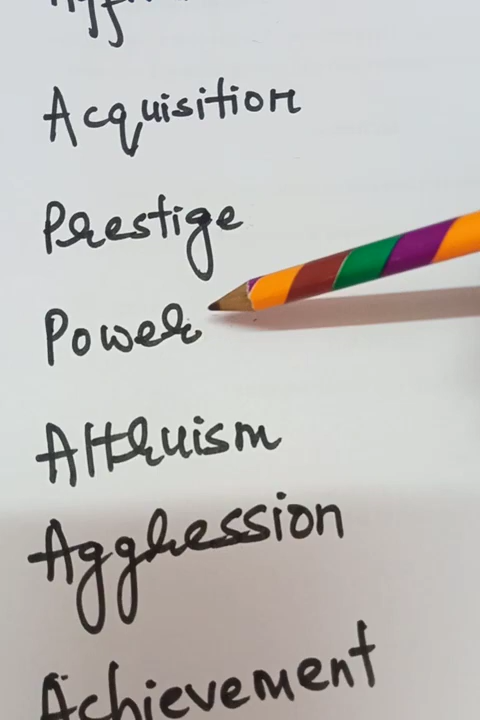 Acquisition
Prestige
Power
Altruism
Aggression
Achievement